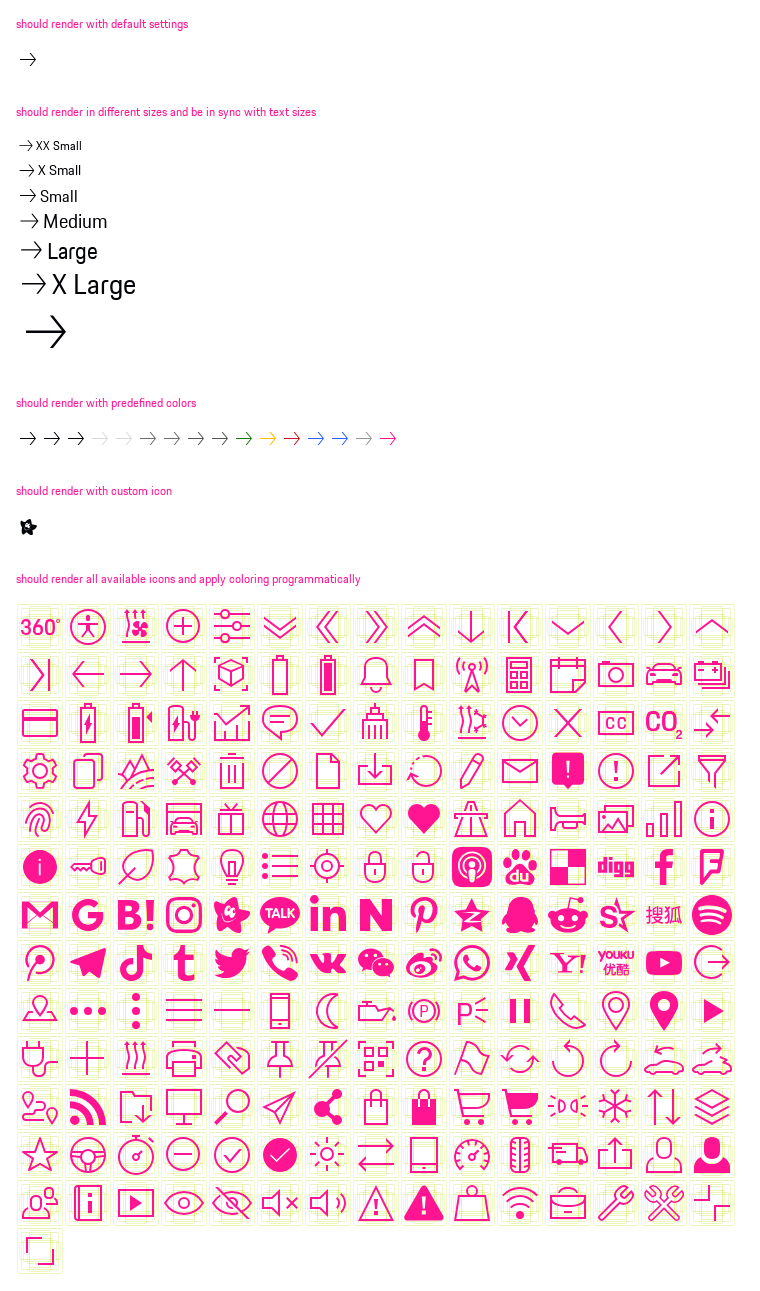 should render with default settings
should render in different sizes and be in sync with text sizes
XX Small
X Small
Small
Medium
Large
X Large
should render with predefined colors
should render with custom icon
should render all available icons and apply coloring programmatically
360°
CC
CO2
du
digg
B!
TALK
in
N
搜狐
YOUKU
优酷
P
P